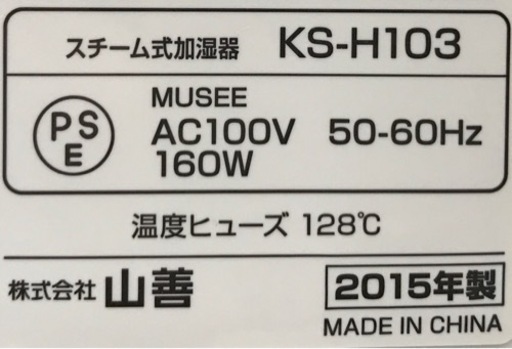 スチーム式加湿器 KS-H103
PSE
MUSEE
AC100V 50-60Hz
160W
温度ヒューズ 128℃
株式会社 山善 2015年製
MADE IN CHINA